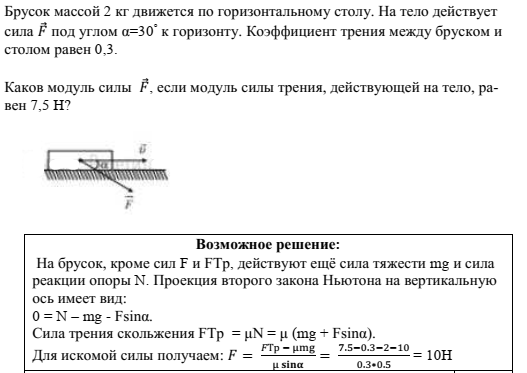 Брусок массой 2 кг движется по горизонтальному столу. На тело действует
сила F⃗ под углом α=30° к горизонту. Коэффициент трения между бруском и
столом равен 0,3.
Каков модуль силы F⃗, если модуль силы трения, действующей на тело, ра-
вен 7,5 Н?
υ⃗
α
F⃗
Возможное решение:
На брусок, кроме сил F и FТр, действуют ещё сила тяжести mg и сила
реакции опоры N. Проекция второго закона Ньютона на вертикальную
ось имеет вид:
0 = N – mg - Fsinα.
Сила трения скольжения FТр = μN = μ (mg + Fsinα).
Для искомой силы получаем: F = (FТр − μmg)/(μ sinα) = (7.5−0.3−2−10)/(0.3*0.5) = 10Н